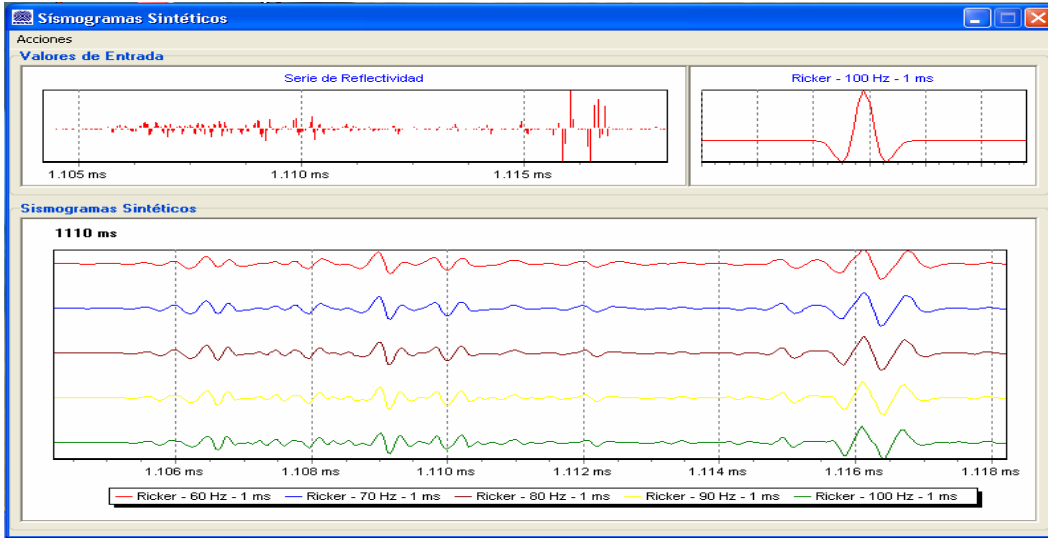 Sísmogramas Sintéticos
Acciones
Valores de Entrada
Serie de Reflectividad
1.105 ms 1.110 ms 1.115 ms
Ricker - 100 Hz - 1 ms
Sismogramas Sintéticos
1110 ms
1.106 ms 1.108 ms 1.110 ms 1.112 ms 1.114 ms 1.116 ms 1.118 ms
Ricker - 60 Hz - 1 ms Ricker - 70 Hz - 1 ms Ricker - 80 Hz - 1 ms Ricker - 90 Hz - 1 ms Ricker - 100 Hz - 1 ms